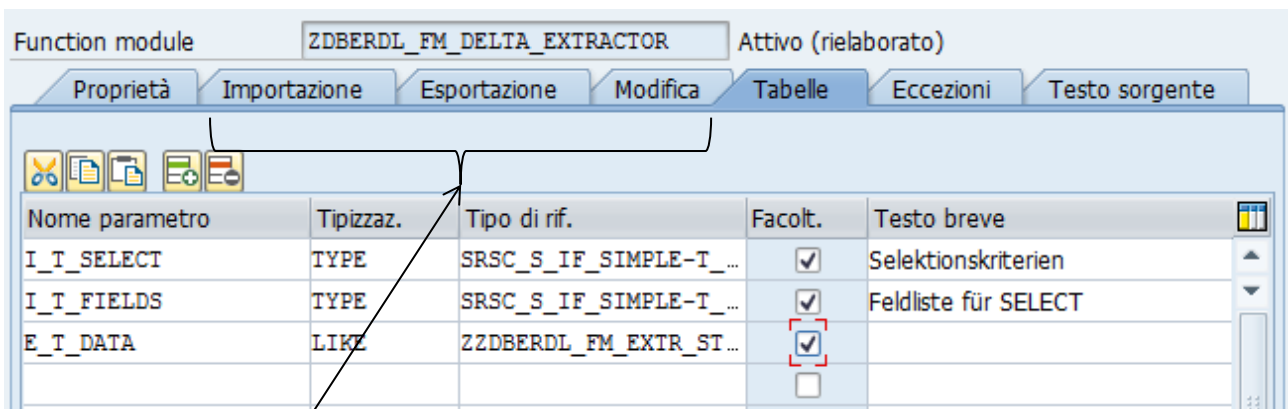 Function module ZDBERDL_FM_DELTA_EXTRACTOR Attivo (rielaborato)
Proprietà Importazione Esportazione Modifica Tabelle Eccezioni Testo sorgente
Nome parametro Tipizzaz. Tipo di rif. Facolt. Testo breve
I_T_SELECT TYPE SRSC_S_IF_SIMPLE-T_… Selektionskriterien
I_T_FIELDS TYPE SRSC_S_IF_SIMPLE-T_… Feldliste für SELECT
E_T_DATA LIKE ZZDBERDL_FM_EXTR_ST…